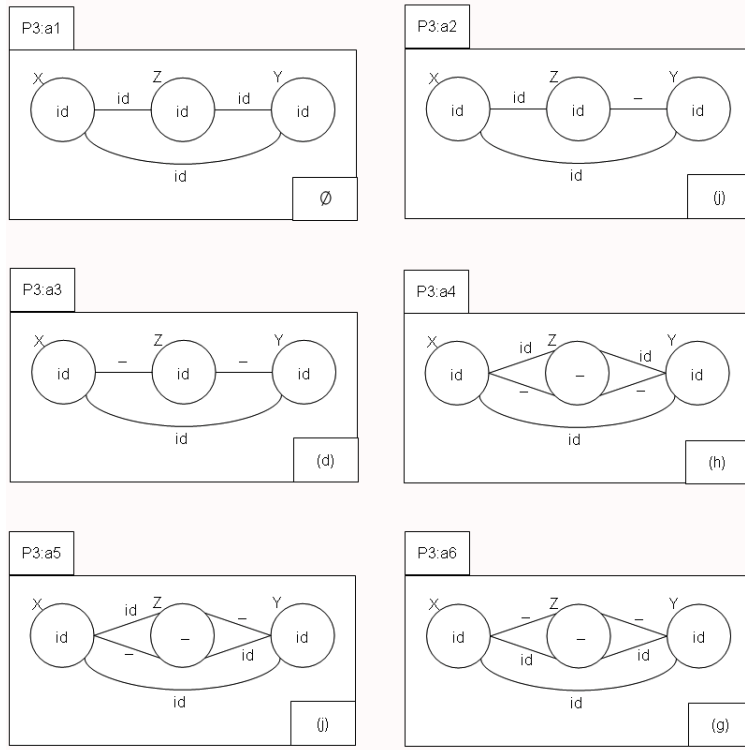 P3:a1
X Z Y
id id
id id id
id
Ø
P3:a2
X Z Y
id –
id id id
id
(j)
P3:a3
X Z Y
– –
id id id
id
(d)
P3:a4
X Z Y
id id
id – id
– –
id
(h)
P3:a5
X Z Y
id –
id – id
– id
id
(j)
P3:a6
X Z Y
– –
id – id
id id
id
(g)